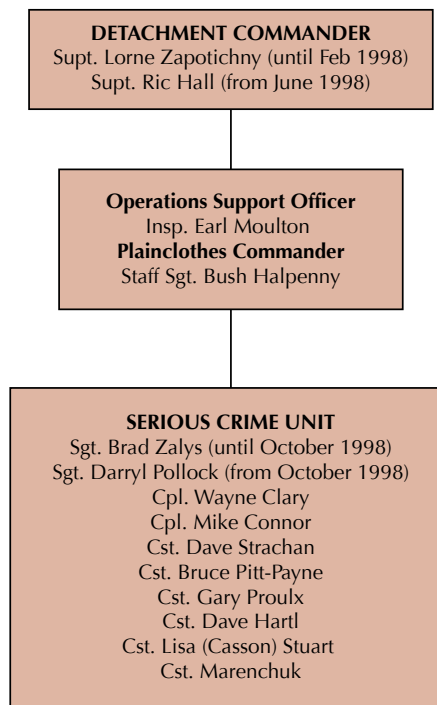 DETACHMENT COMMANDER
Supt. Lorne Zapotichny (until Feb 1998)
Supt. Ric Hall (from June 1998)
Operations Support Officer
Insp. Earl Moulton
Plainclothes Commander
Staff Sgt. Bush Halpenny
SERIOUS CRIME UNIT
Sgt. Brad Zalys (until October 1998)
Sgt. Darryl Pollock (from October 1998)
Cpl. Wayne Clary
Cpl. Mike Connor
Cst. Dave Strachan
Cst. Bruce Pitt-Payne
Cst. Gary Proulx
Cst. Dave Hartl
Cst. Lisa (Casson) Stuart
Cst. Marenchuk